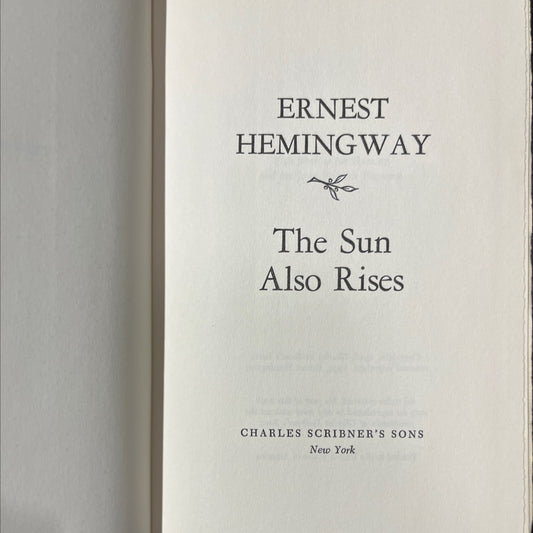 ERNEST
HEMINGWAY
The Sun
Also Rises
CHARLES SCRIBNER'S SONS
New York